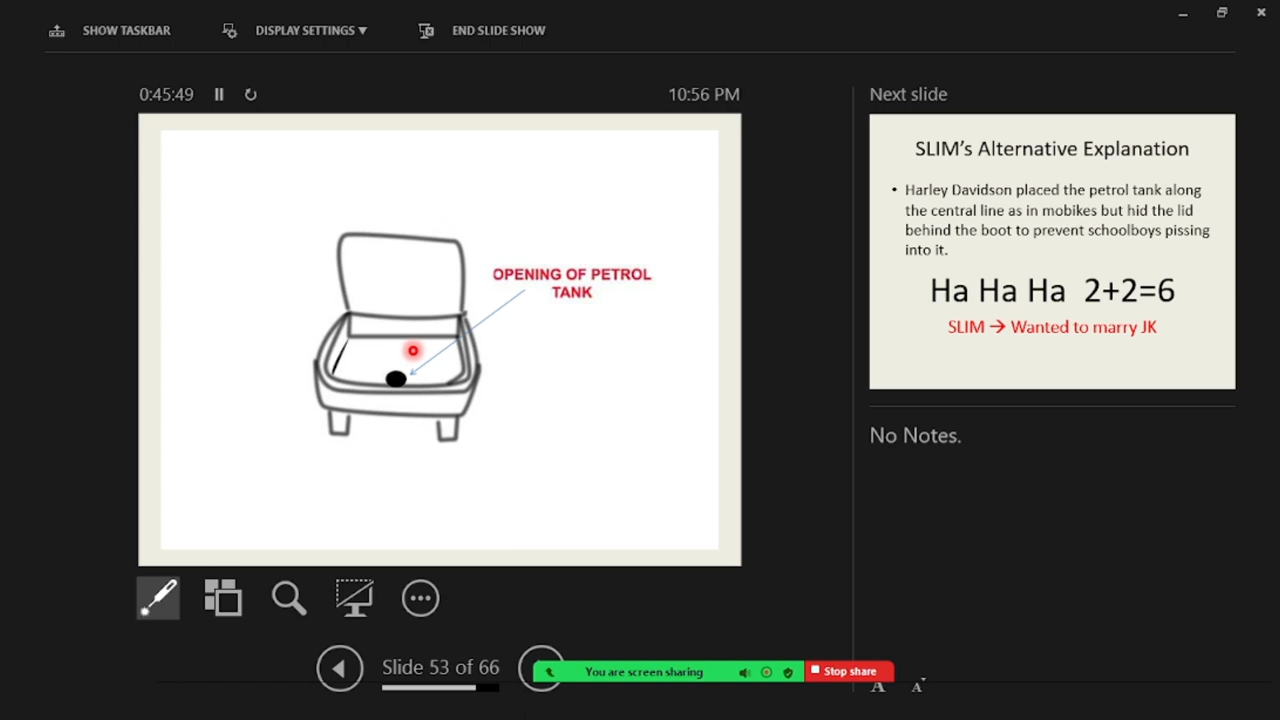 SHOW TASKBAR
DISPLAY SETTINGS ▼
END SLIDE SHOW
0:45:49
10:56 PM
OPENING OF PETROL
TANK
Slide 53 of 66
Next slide
SLIM's Alternative Explanation
• Harley Davidson placed the petrol tank along
the central line as in mobikes but hid the lid
behind the boot to prevent schoolboys pissing
into it.
Ha Ha Ha 2+2=6
SLIM → Wanted to marry JK
No Notes.
You are screen sharing
Stop share
A A